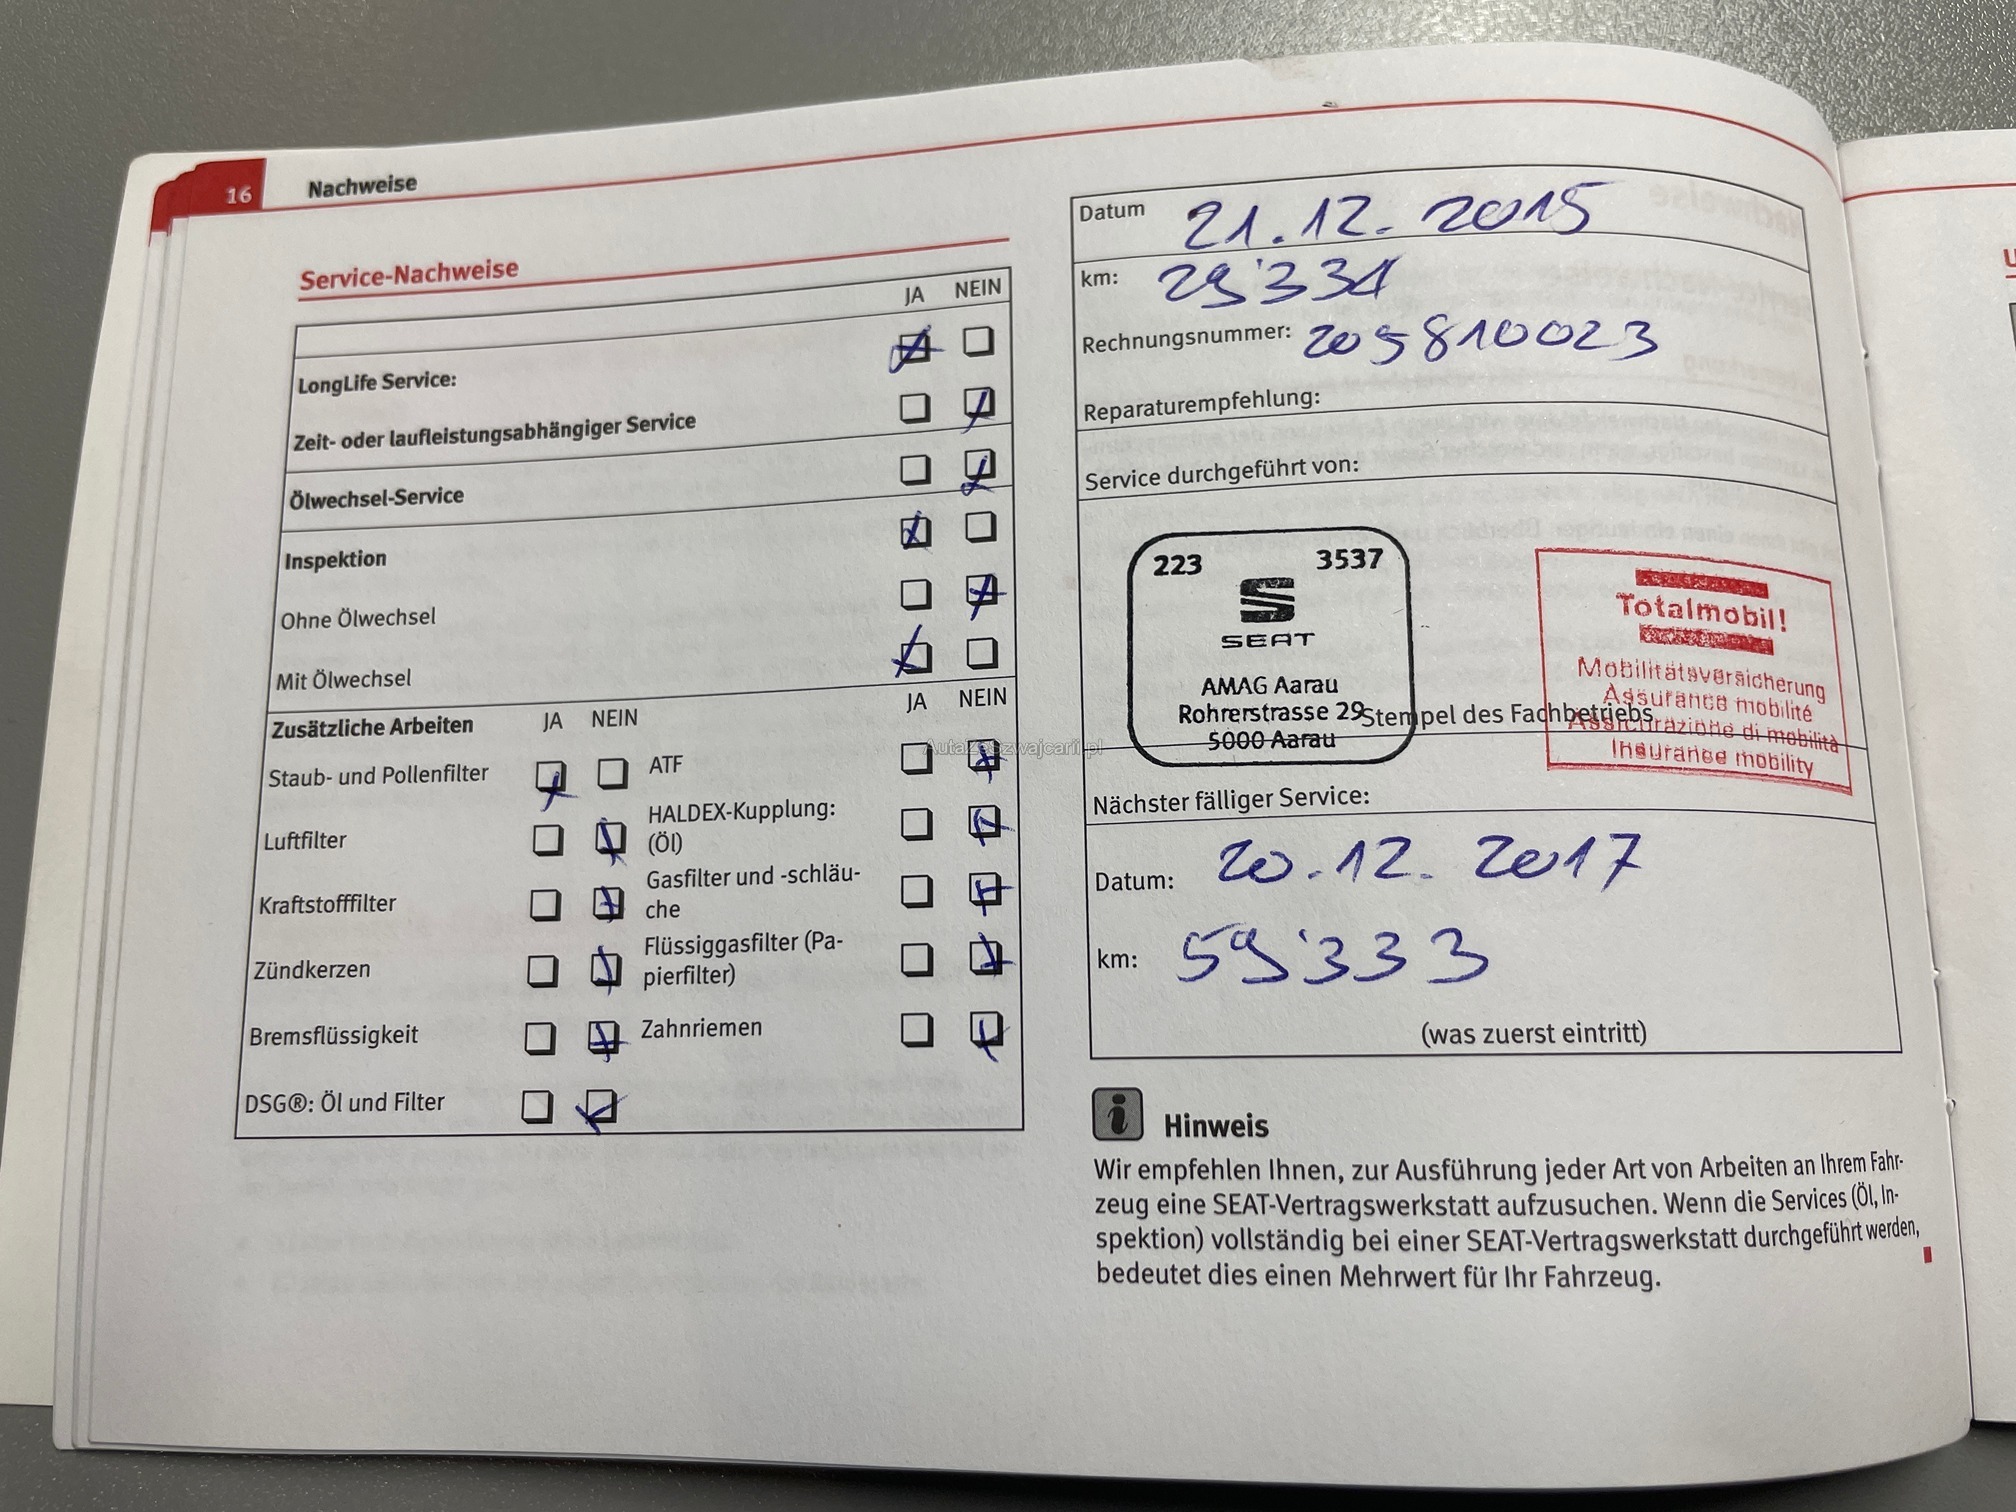 16 Nachweise
Service-Nachweise
JA NEIN
LongLife Service:
Zeit- oder laufleistungsabhängiger Service
Ölwechsel-Service
Inspektion
Ohne Ölwechsel
Mit Ölwechsel
Zusätzliche Arbeiten JA NEIN JA NEIN
Staub- und Pollenfilter ATF
Luftfilter HALDEX-Kupplung:
(Öl)
Kraftstofffilter Gasfilter und -schläu-
che
Zündkerzen Flüssiggasfilter (Pa-
pierfilter)
Bremsflüssigkeit Zahnriemen
DSG®: Öl und Filter
Datum 21.12.2015
km: 29'331
Rechnungsnummer: 205810023
Reparaturempfehlung:
Service durchgeführt von:
223 3537
SEAT
AMAG Aarau
Rohrerstrasse 29
5000 Aarau
Totalmobil!
Mobilitätsversicherung
Assurance mobilité
Assicurazione di mobilità
Insurance mobility
Stempel des Fachbetriebs
AutaZeSzwajcarii.pl
Nächster fälliger Service:
Datum: 20.12.2017
km: 59'333
(was zuerst eintritt)
i Hinweis
Wir empfehlen Ihnen, zur Ausführung jeder Art von Arbeiten an Ihrem Fahr-
zeug eine SEAT-Vertragswerkstatt aufzusuchen. Wenn die Services (Öl, In-
spektion) vollständig bei einer SEAT-Vertragswerkstatt durchgeführt werden,
bedeutet dies einen Mehrwert für Ihr Fahrzeug.